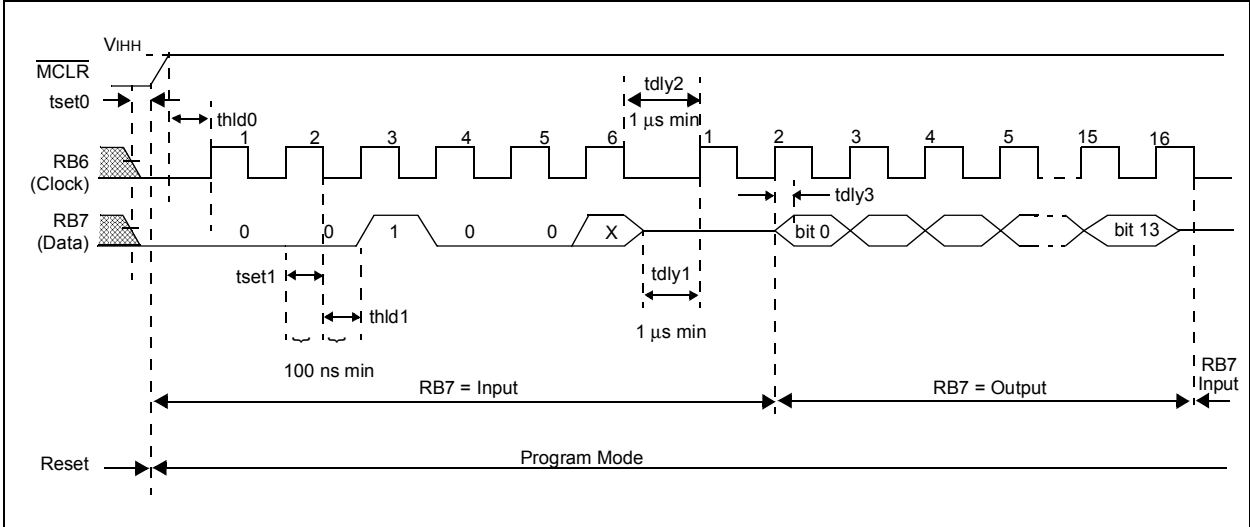 VIHH
MCLR
tset0
thld0
tdly2
1 µs min
1 2 3 4 5 6 1 2 3 4 5 15 16
RB6
(Clock)
tdly3
RB7
(Data)
0 0 1 0 0 X bit 0 bit 13
tset1
tdly1
thld1
1 µs min
100 ns min
RB7 = Input
RB7 = Output
RB7
Input
Reset
Program Mode